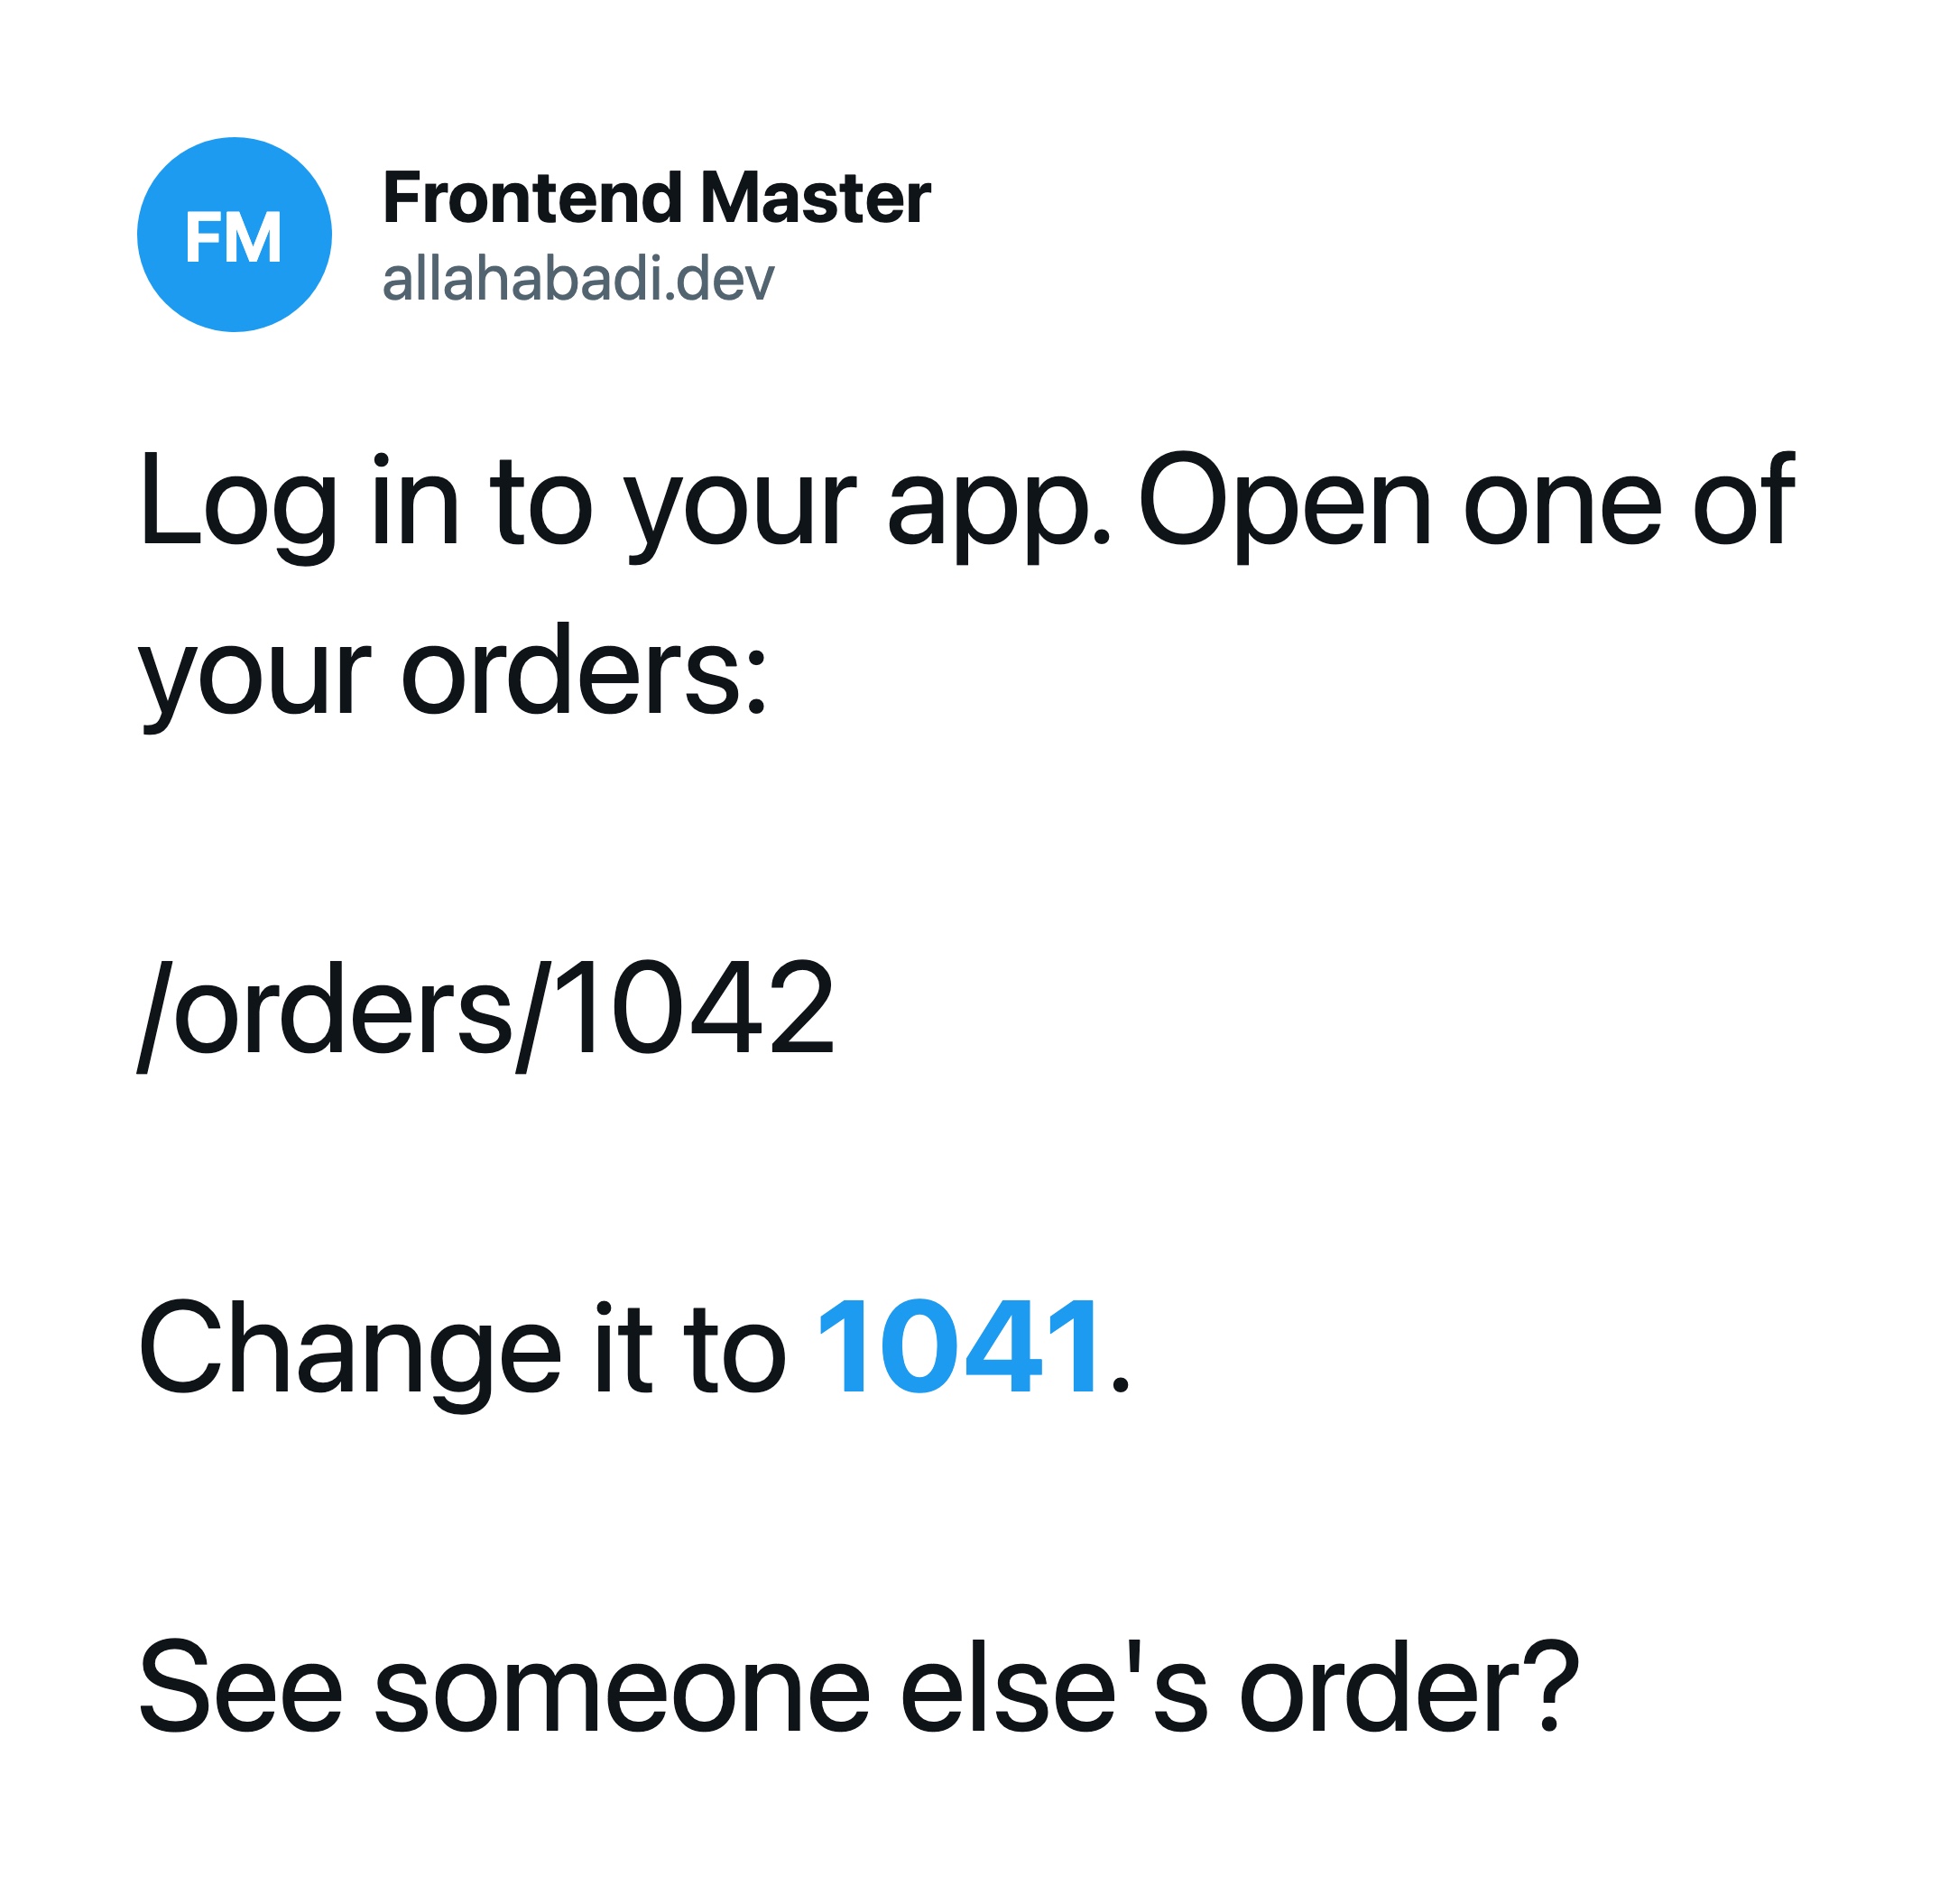 FM
Frontend Master
allahabadi.dev
Log in to your app. Open one of
your orders:
/orders/1042
Change it to 1041.
See someone else's order?